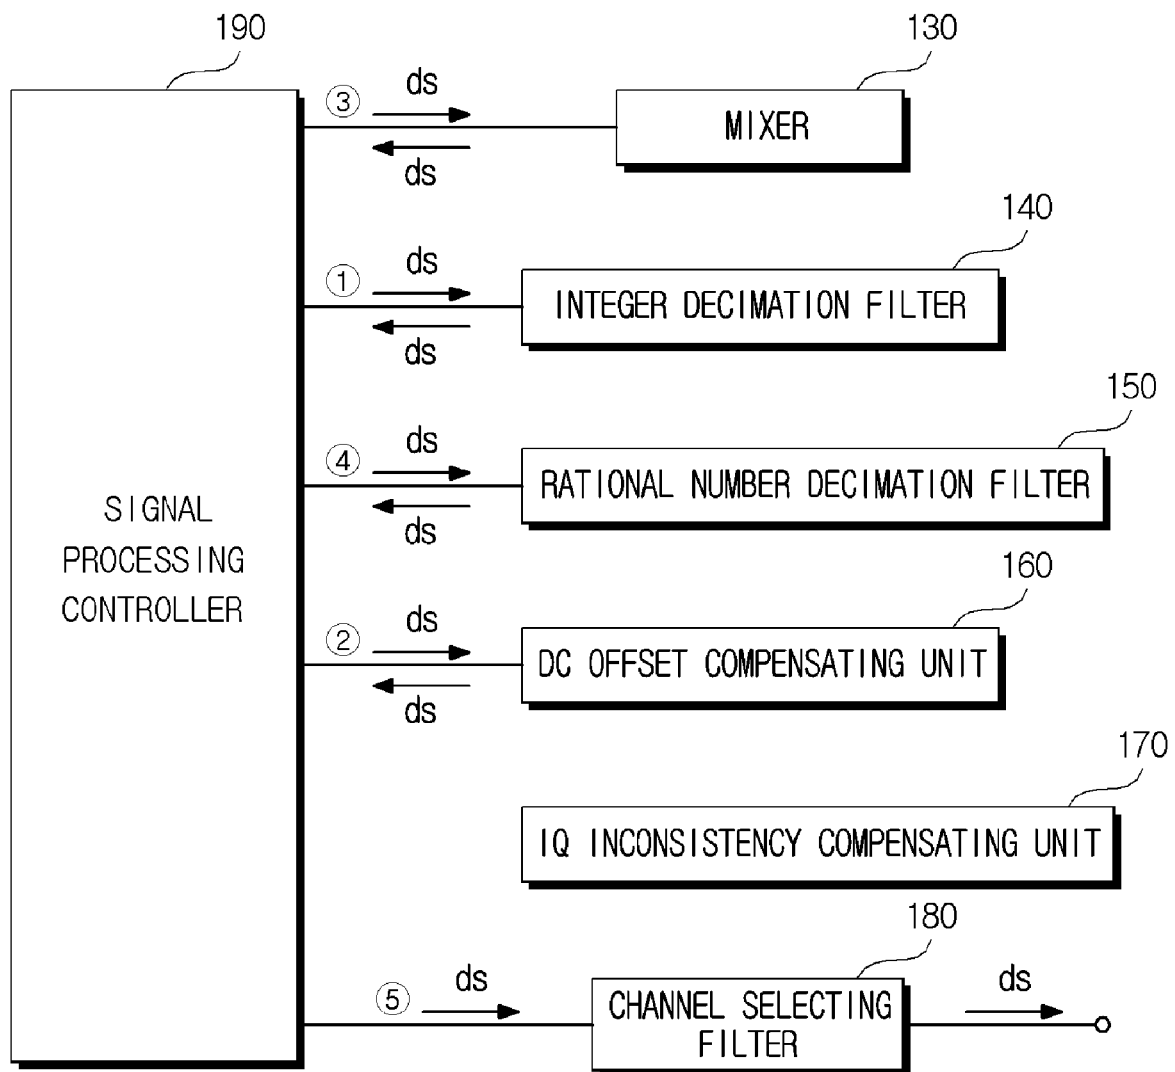 190
130
③
ds
MIXER
ds
140
①
ds
INTEGER DECIMATION FILTER
ds
150
④
ds
RATIONAL NUMBER DECIMATION FILTER
ds
SIGNAL
PROCESSING
CONTROLLER
160
②
ds
DC OFFSET COMPENSATING UNIT
ds
170
IQ INCONSISTENCY COMPENSATING UNIT
180
⑤
ds
CHANNEL SELECTING
FILTER
ds